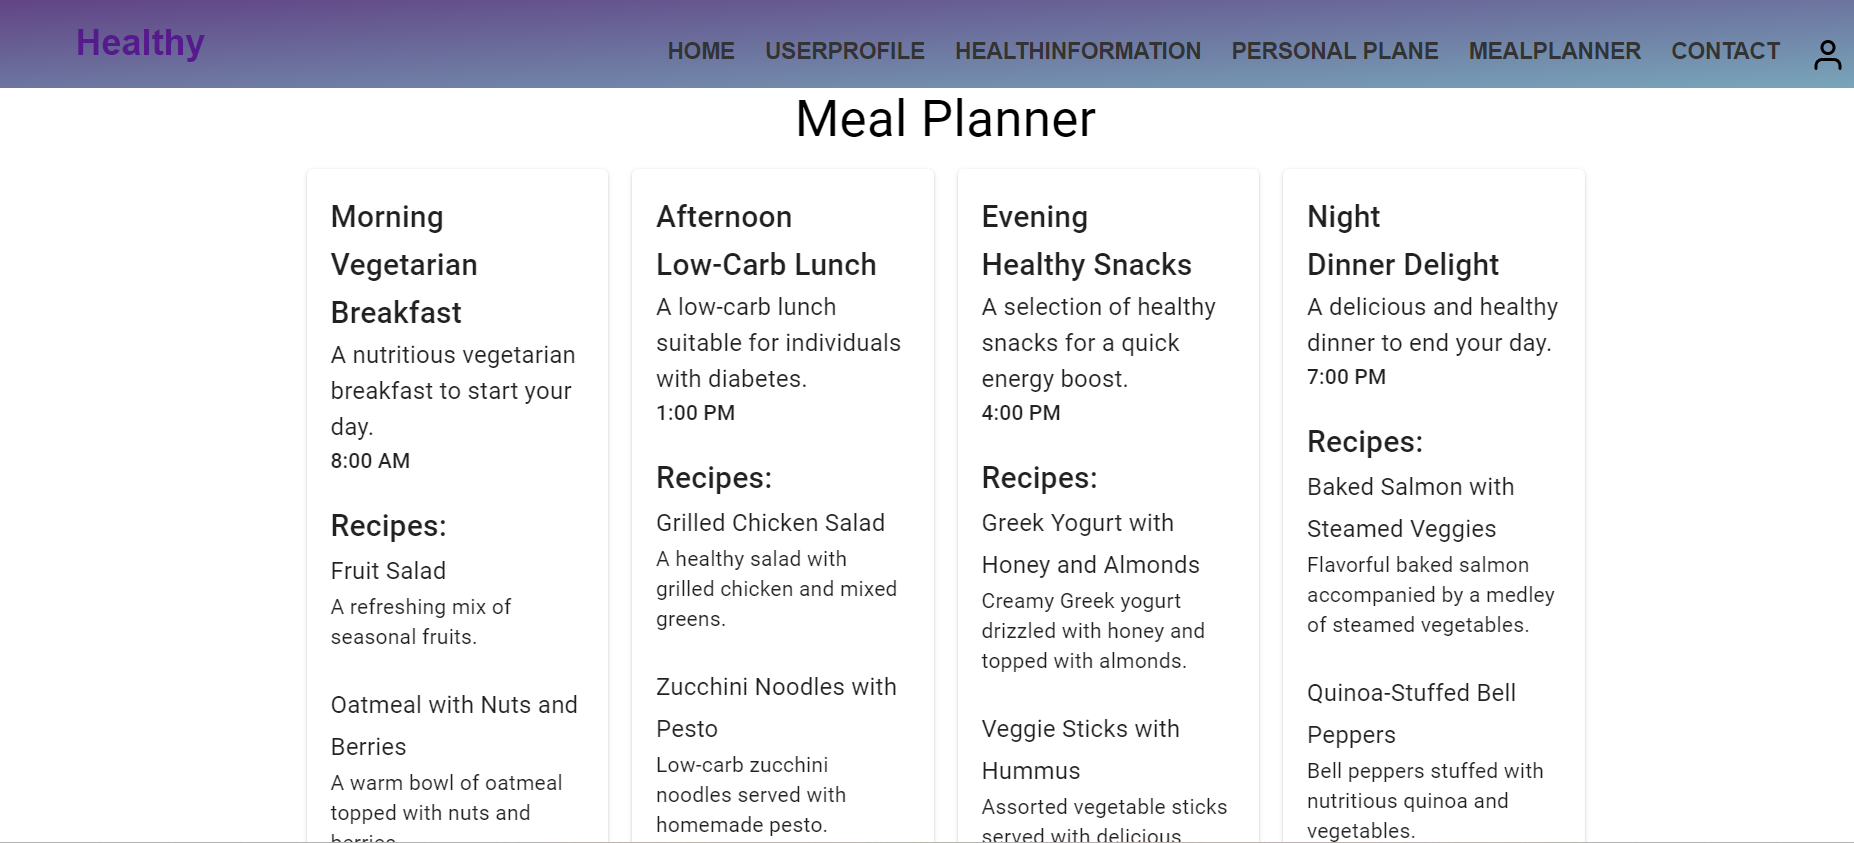 Healthy
HOME USERPROFILE HEALTHINFORMATION PERSONAL PLANE MEALPLANNER CONTACT
Meal Planner
Morning
Vegetarian
Breakfast
A nutritious vegetarian
breakfast to start your
day.
8:00 AM
Recipes:
Fruit Salad
A refreshing mix of
seasonal fruits.
Oatmeal with Nuts and
Berries
A warm bowl of oatmeal
topped with nuts and
berries.
Afternoon
Low-Carb Lunch
A low-carb lunch
suitable for individuals
with diabetes.
1:00 PM
Recipes:
Grilled Chicken Salad
A healthy salad with
grilled chicken and mixed
greens.
Zucchini Noodles with
Pesto
Low-carb zucchini
noodles served with
homemade pesto.
Evening
Healthy Snacks
A selection of healthy
snacks for a quick
energy boost.
4:00 PM
Recipes:
Greek Yogurt with
Honey and Almonds
Creamy Greek yogurt
drizzled with honey and
topped with almonds.
Veggie Sticks with
Hummus
Assorted vegetable sticks
served with delicious
Night
Dinner Delight
A delicious and healthy
dinner to end your day.
7:00 PM
Recipes:
Baked Salmon with
Steamed Veggies
Flavorful baked salmon
accompanied by a medley
of steamed vegetables.
Quinoa-Stuffed Bell
Peppers
Bell peppers stuffed with
nutritious quinoa and
vegetables.